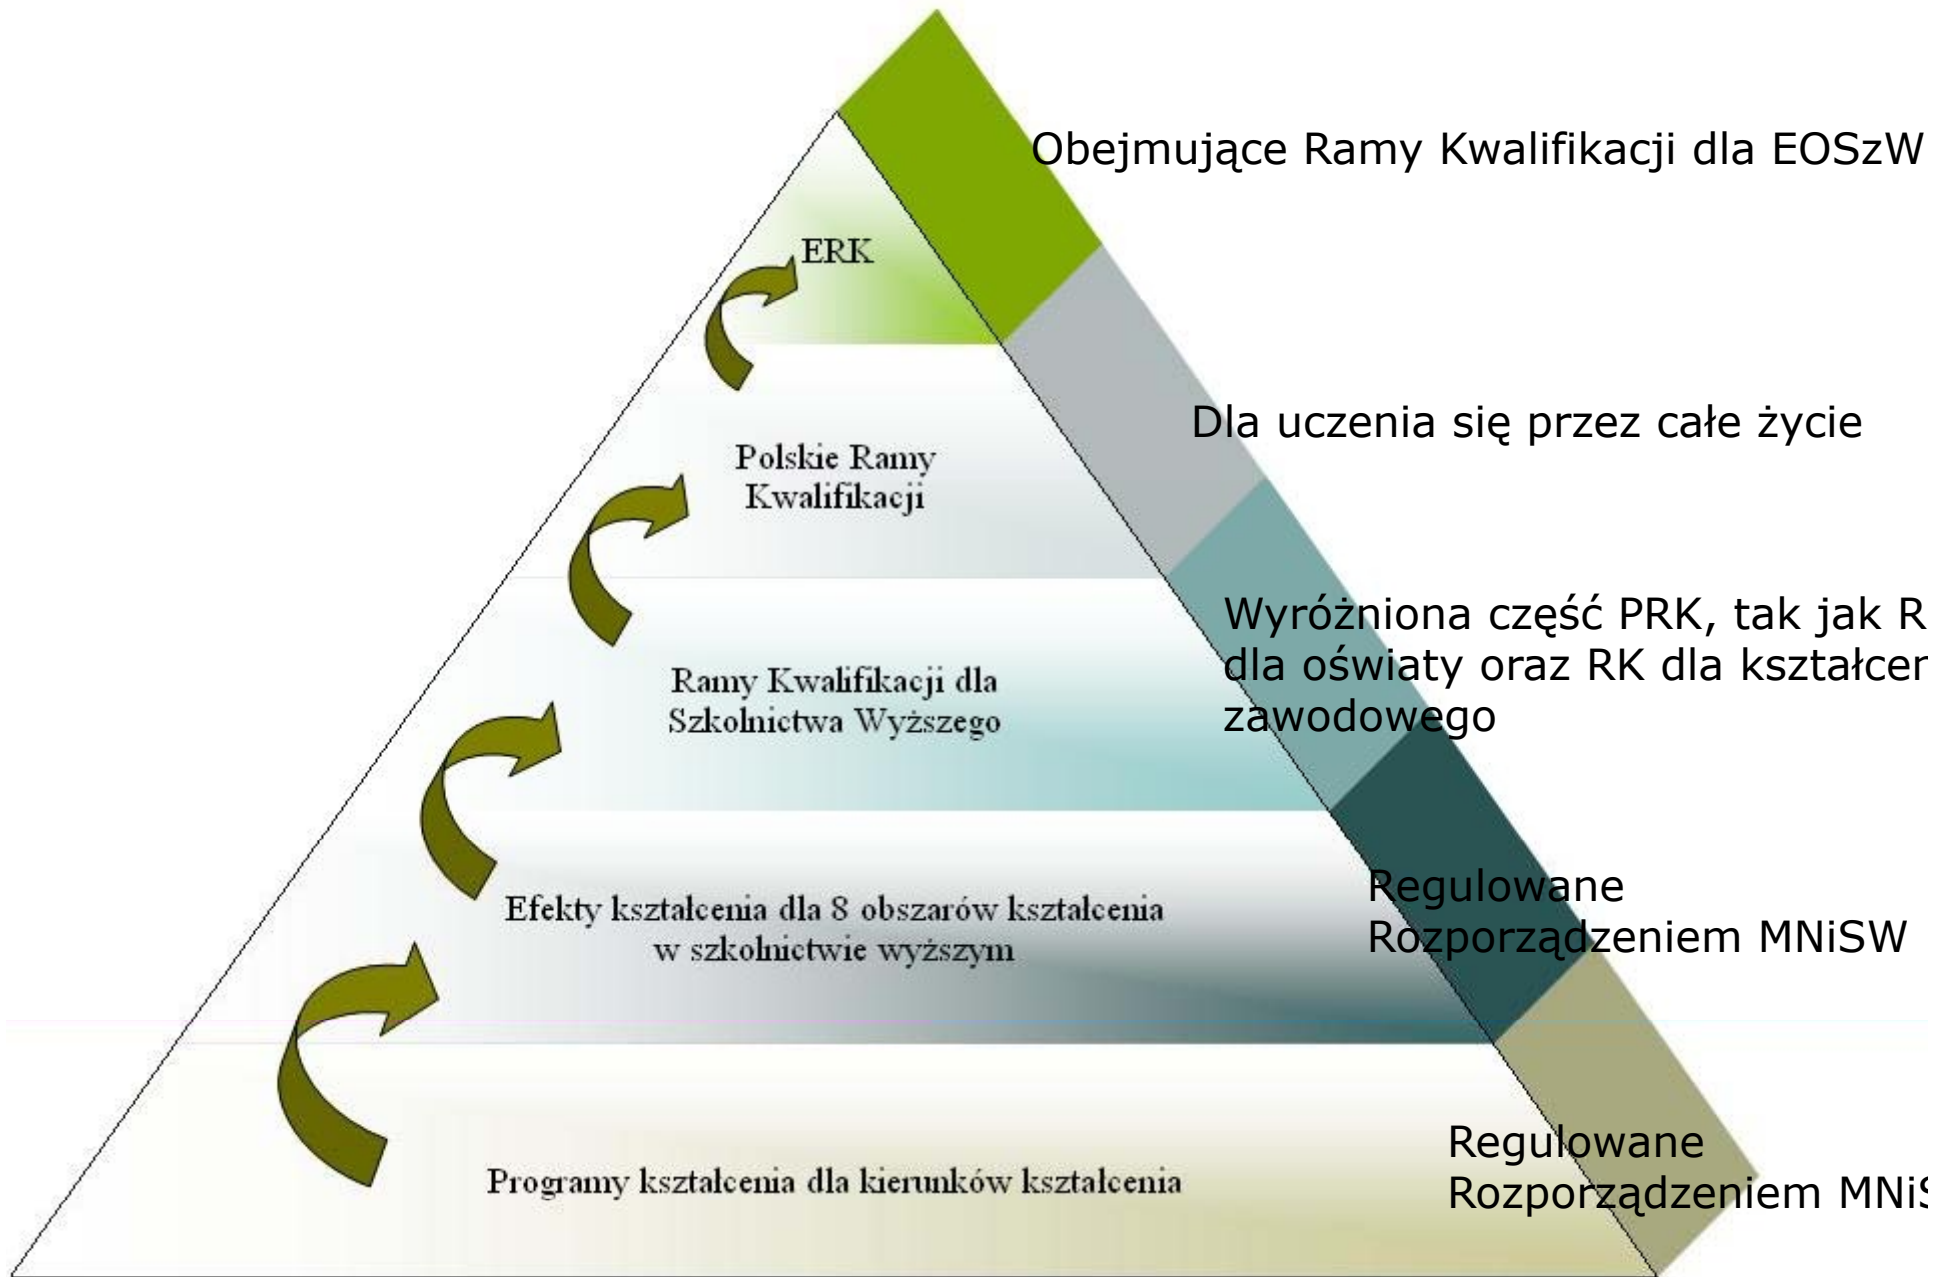 Obejmujące Ramy Kwalifikacji dla EOSzW
ERK
Dla uczenia się przez całe życie
Polskie Ramy
Kwalifikacji
Wyróżniona część PRK, tak jak R
dla oświaty oraz RK dla kształcen
zawodowego
Ramy Kwalifikacji dla
Szkolnictwa Wyższego
Regulowane
Rozporządzeniem MNiSW
Efekty kształcenia dla 8 obszarów kształcenia
w szkolnictwie wyższym
Regulowane
Rozporządzeniem MNiS
Programy kształcenia dla kierunków kształcenia